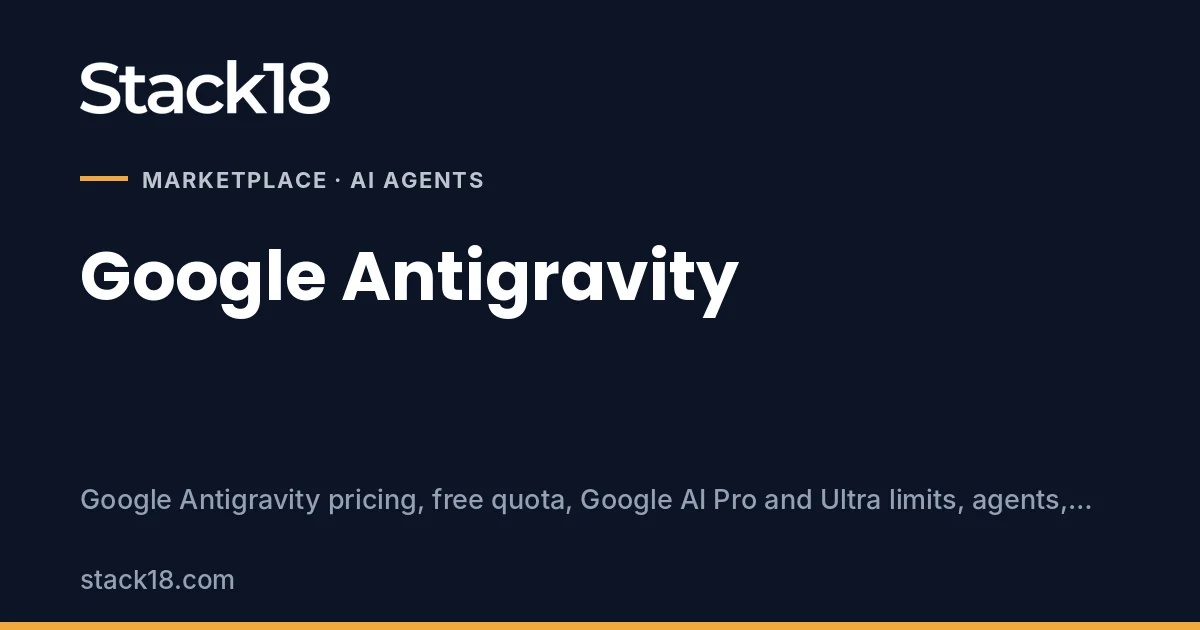 Stack18
MARKETPLACE · AI AGENTS
Google Antigravity
Google Antigravity pricing, free quota, Google AI Pro and Ultra limits, agents,...
stack18.com